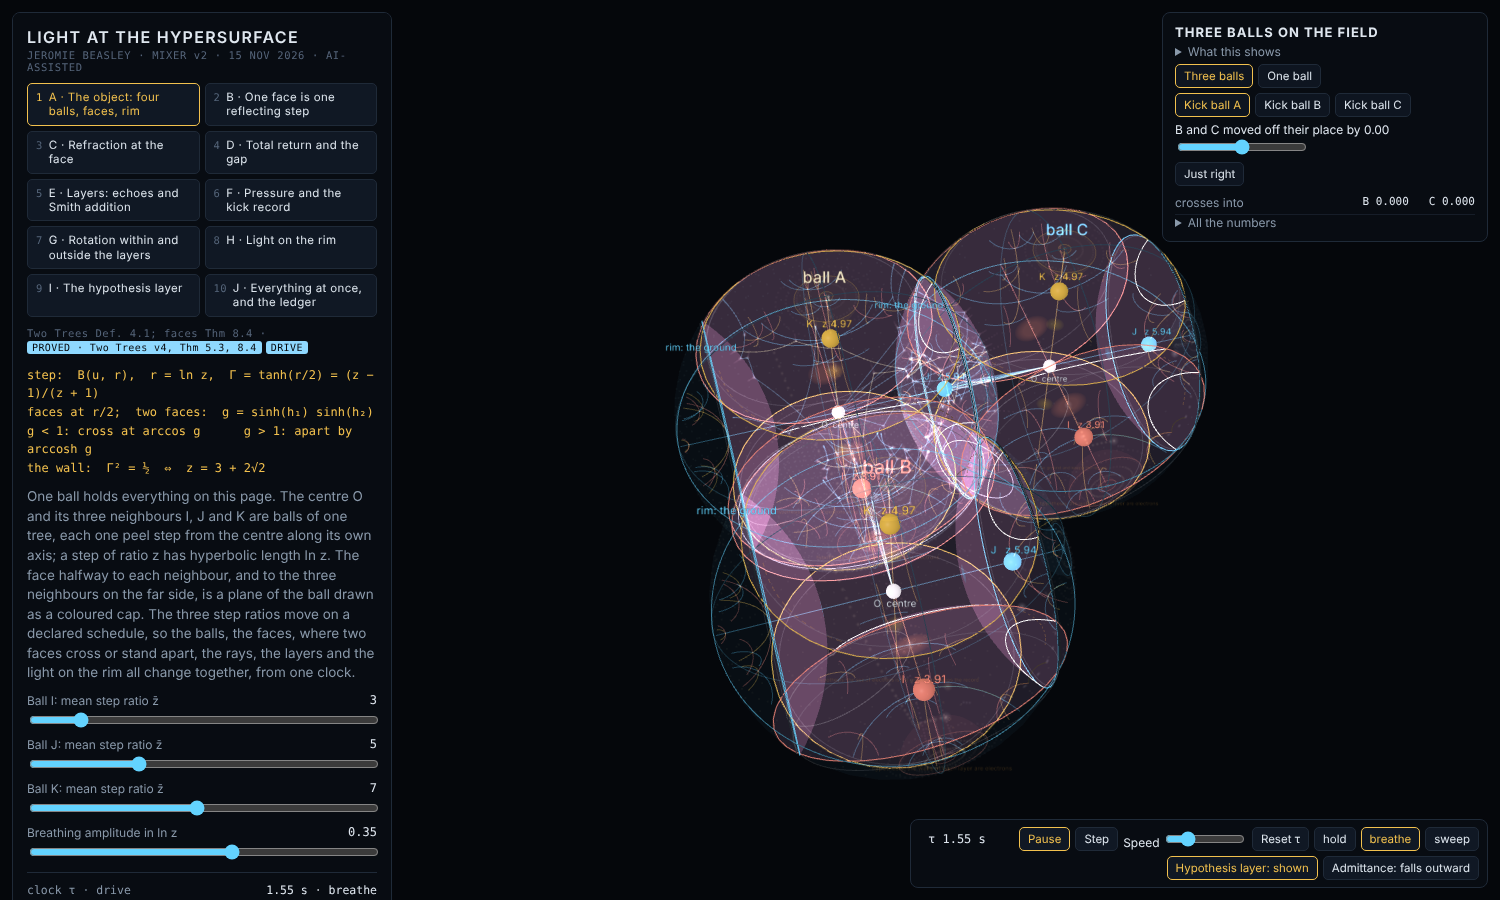 LIGHT AT THE HYPERSURFACE
JEROMIE BEASLEY · MIXER v2 · 15 NOV 2026 · AI-
ASSISTED
1 A · The object: four
balls, faces, rim
2 B · One face is one
reflecting step
3 C · Refraction at the
face
4 D · Total return and the
gap
5 E · Layers: echoes and
Smith addition
6 F · Pressure and the
kick record
7 G · Rotation within and
outside the layers
8 H · Light on the rim
9 I · The hypothesis layer
10 J · Everything at once,
and the ledger
Two Trees Def. 4.1; faces Thm 8.4 ·
PROVED · Two Trees v4, Thm 5.3, 8.4 DRIVE
step: B(u, r), r = ln z, Γ = tanh(r/2) = (z −
1)/(z + 1)
faces at r/2; two faces: g = sinh(h₁) sinh(h₂)
g < 1: cross at arccos g g > 1: apart by
arccosh g
the wall: Γ² = ½ ⇔ z = 3 + 2√2
One ball holds everything on this page. The centre O
and its three neighbours I, J and K are balls of one
tree, each one peel step from the centre along its own
axis; a step of ratio z has hyperbolic length ln z. The
face halfway to each neighbour, and to the three
neighbours on the far side, is a plane of the ball drawn
as a coloured cap. The three step ratios move on a
declared schedule, so the balls, the faces, where two
faces cross or stand apart, the rays, the layers and the
light on the rim all change together, from one clock.
Ball I: mean step ratio z̄ 3
Ball J: mean step ratio z̄ 5
Ball K: mean step ratio z̄ 7
Breathing amplitude in ln z 0.35
clock τ · drive 1.55 s · breathe
ball A
K z 4.97
rim: the ground
O centre
ball C
K z 4.97
rim: the ground
J z 5.94
O centre
I z 3.91
ball B
K z 4.97
rim: the ground
J z 5.94
O centre
I z 3.91
THREE BALLS ON THE FIELD
▶ What this shows
Three balls One ball
Kick ball A Kick ball B Kick ball C
B and C moved off their place by 0.00
Just right
crosses into B 0.000 C 0.000
▶ All the numbers
τ 1.55 s Pause Step Speed Reset τ hold breathe sweep
Hypothesis layer: shown Admittance: falls outward